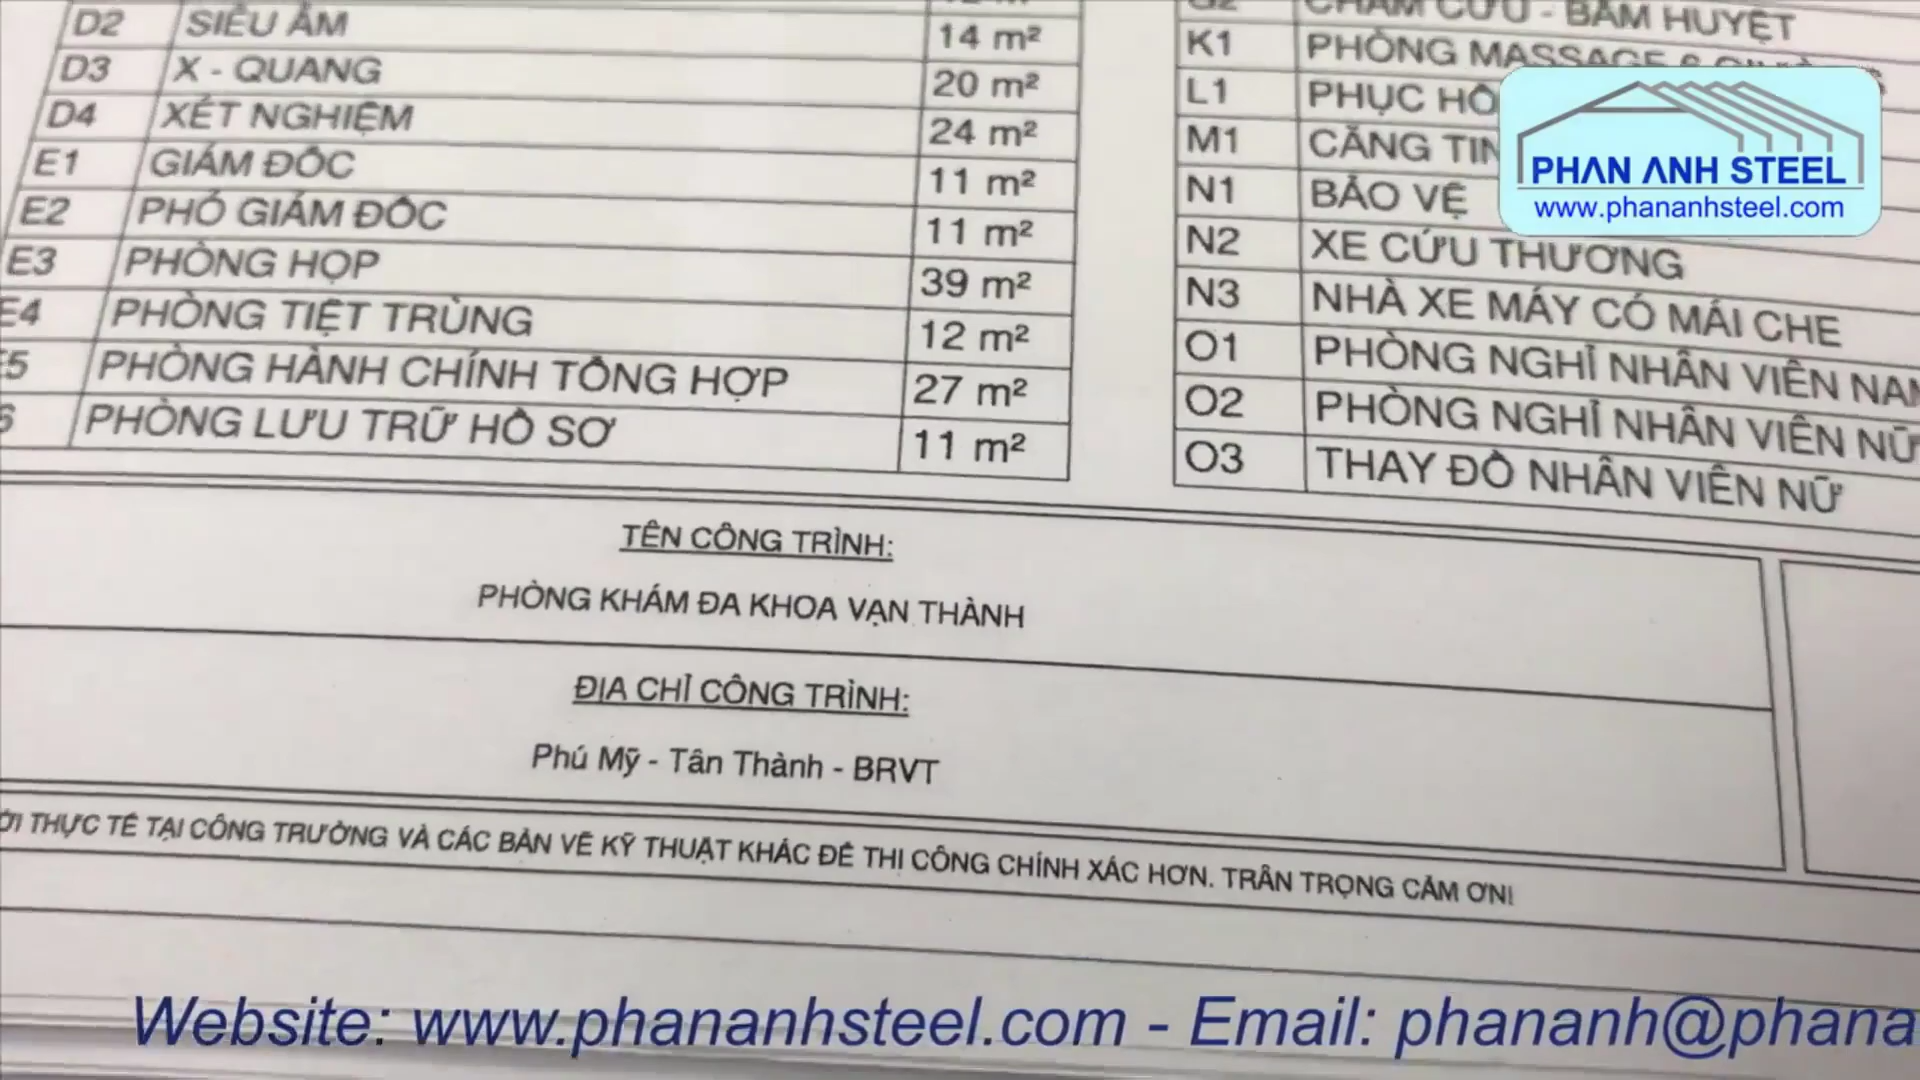 D2 SIÊU ÂM 14 m²
D3 X - QUANG 20 m²
D4 XÉT NGHIỆM 24 m²
E1 GIÁM ĐỐC 11 m²
E2 PHÓ GIÁM ĐỐC 11 m²
E3 PHÒNG HỌP 39 m²
E4 PHÒNG TIỆT TRÙNG 12 m²
E5 PHÒNG HÀNH CHÍNH TỔNG HỢP 27 m²
6 PHÒNG LƯU TRỮ HỒ SƠ 11 m²
G2 CHÂM CỨU - BẤM HUYỆT
K1 PHÒNG MASSAGE 6
L1 PHỤC HỒ
M1 CĂNG TIN
N1 BẢO VỆ
N2 XE CỨU THƯƠNG
N3 NHÀ XE MÁY CÓ MÁI CHE
O1 PHÒNG NGHỈ NHÂN VIÊN NAM
O2 PHÒNG NGHỈ NHÂN VIÊN NỮ
O3 THAY ĐỒ NHÂN VIÊN NỮ
PHAN ANH STEEL
www.phananhsteel.com
TÊN CÔNG TRÌNH:
PHÒNG KHÁM ĐA KHOA VẠN THÀNH
ĐỊA CHỈ CÔNG TRÌNH:
Phú Mỹ - Tân Thành - BRVT
ỚI THỰC TẾ TẠI CÔNG TRƯỜNG VÀ CÁC BẢN VẼ KỸ THUẬT KHÁC ĐỂ THI CÔNG CHÍNH XÁC HƠN. TRÂN TRỌNG CẢM ƠN!
Website: www.phananhsteel.com - Email: phananh@phana